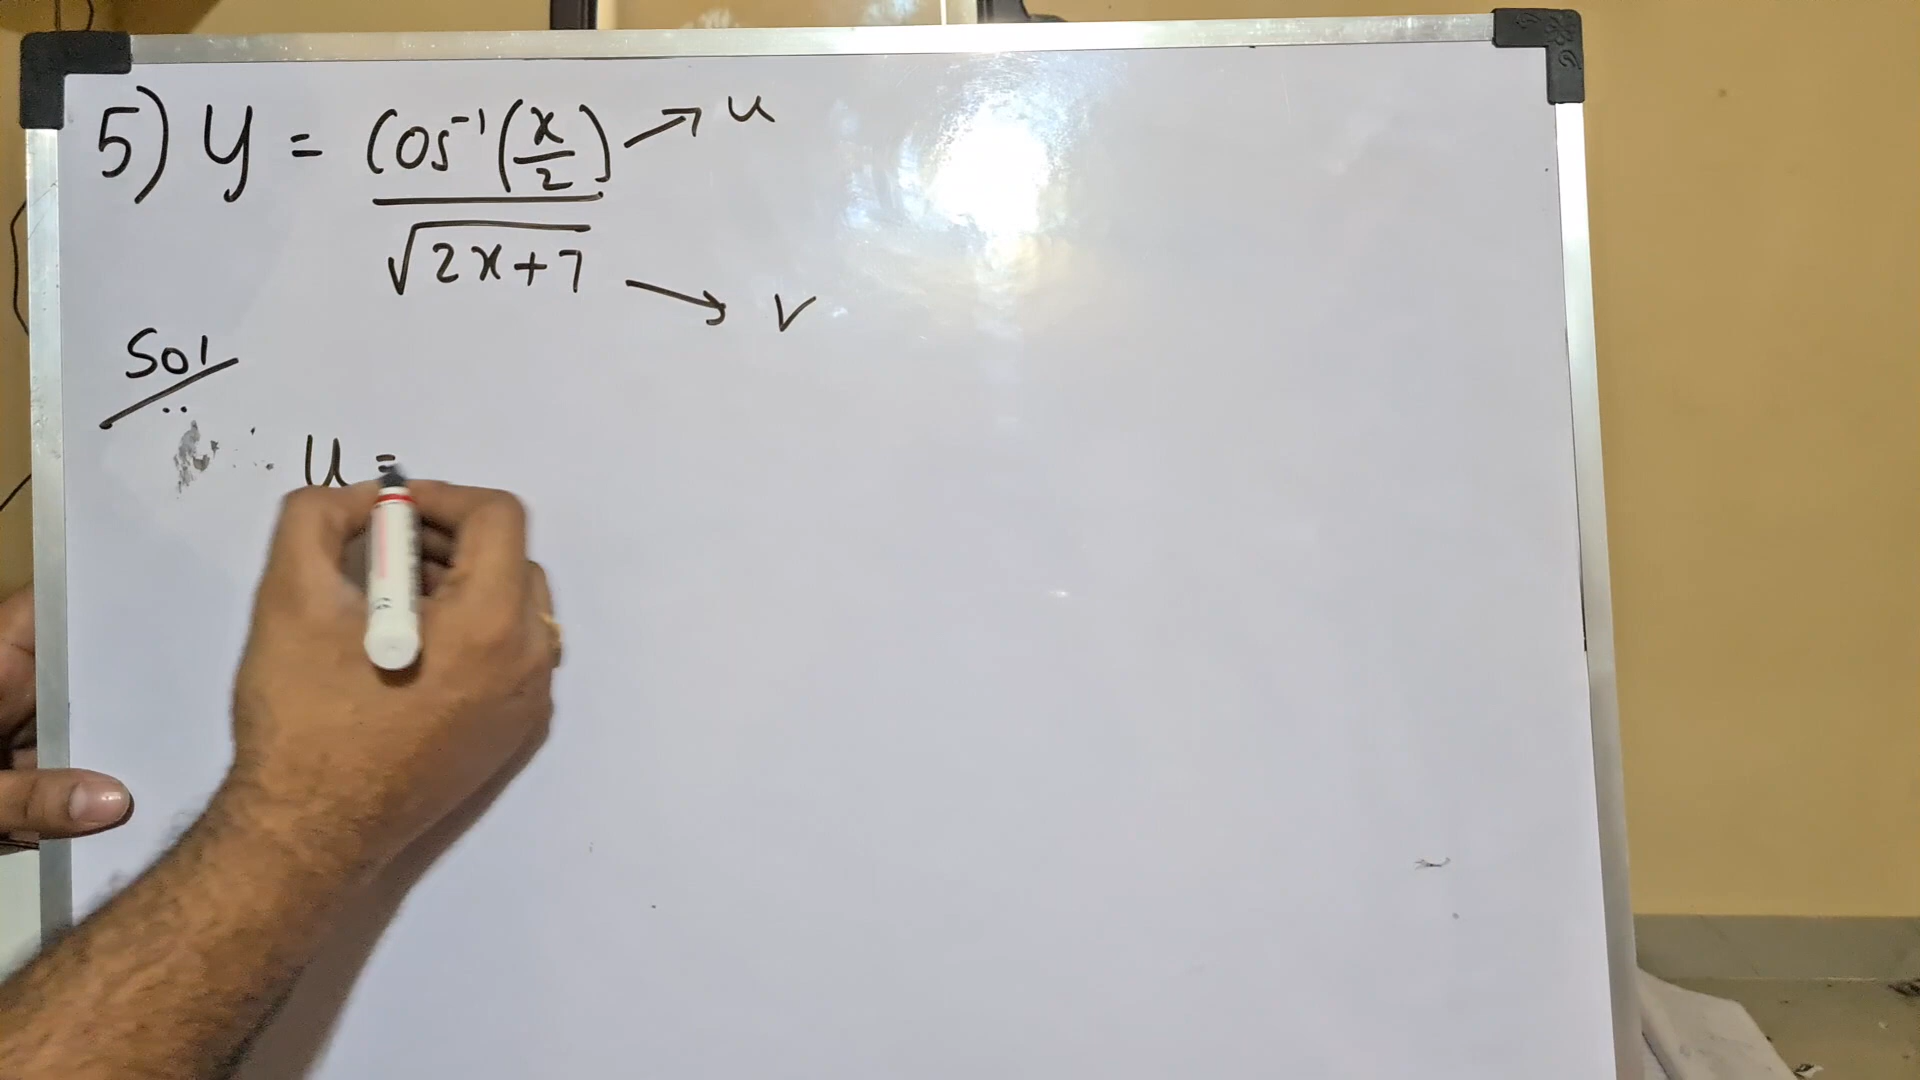 5) y = Cos⁻¹(x/2) → u
√2x+7 → v
Sol
u =